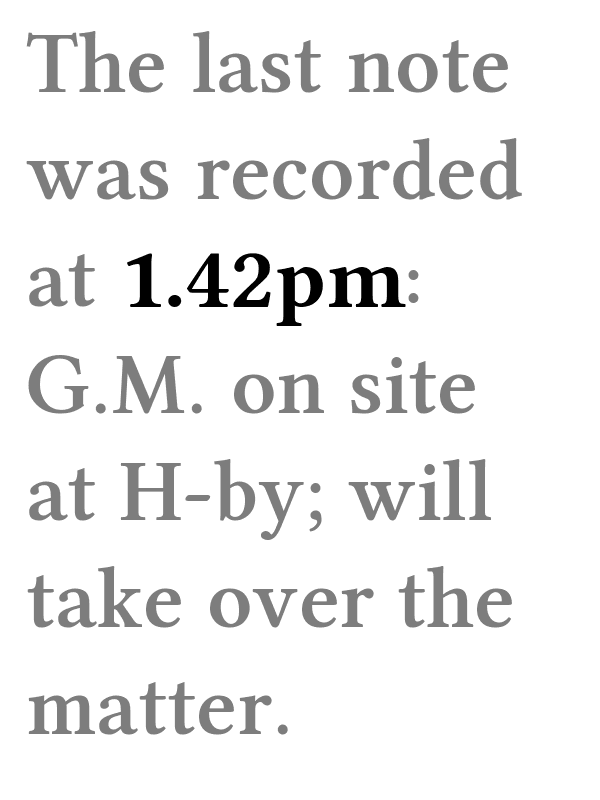 The last note
was recorded
at 1.42pm:
G.M. on site
at H-by; will
take over the
matter.